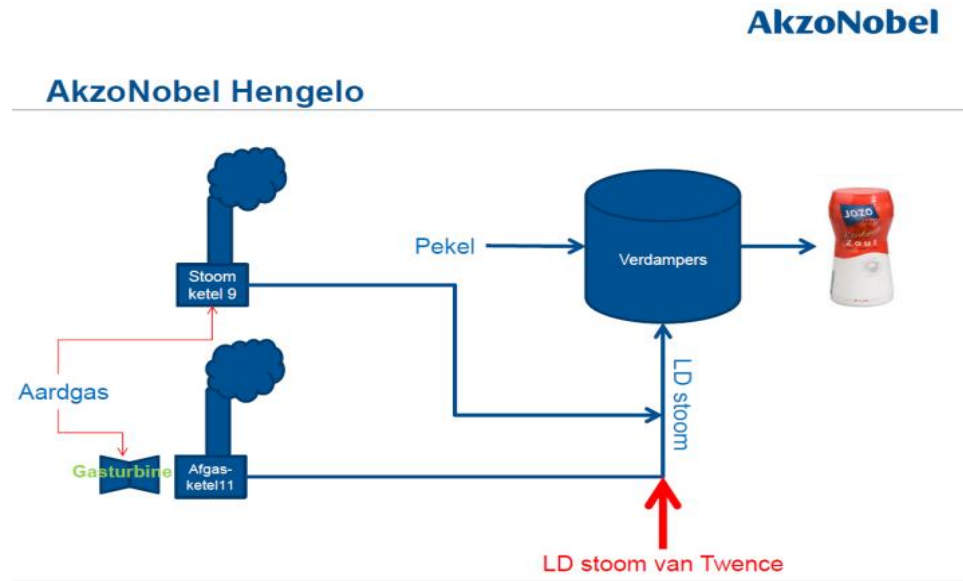 AkzoNobel
AkzoNobel Hengelo
Stoom
ketel 9
Pekel
Verdampers
JOZO
Zout
Aardgas
LD stoom
Gasturbine
Afgas-
ketel11
LD stoom van Twence